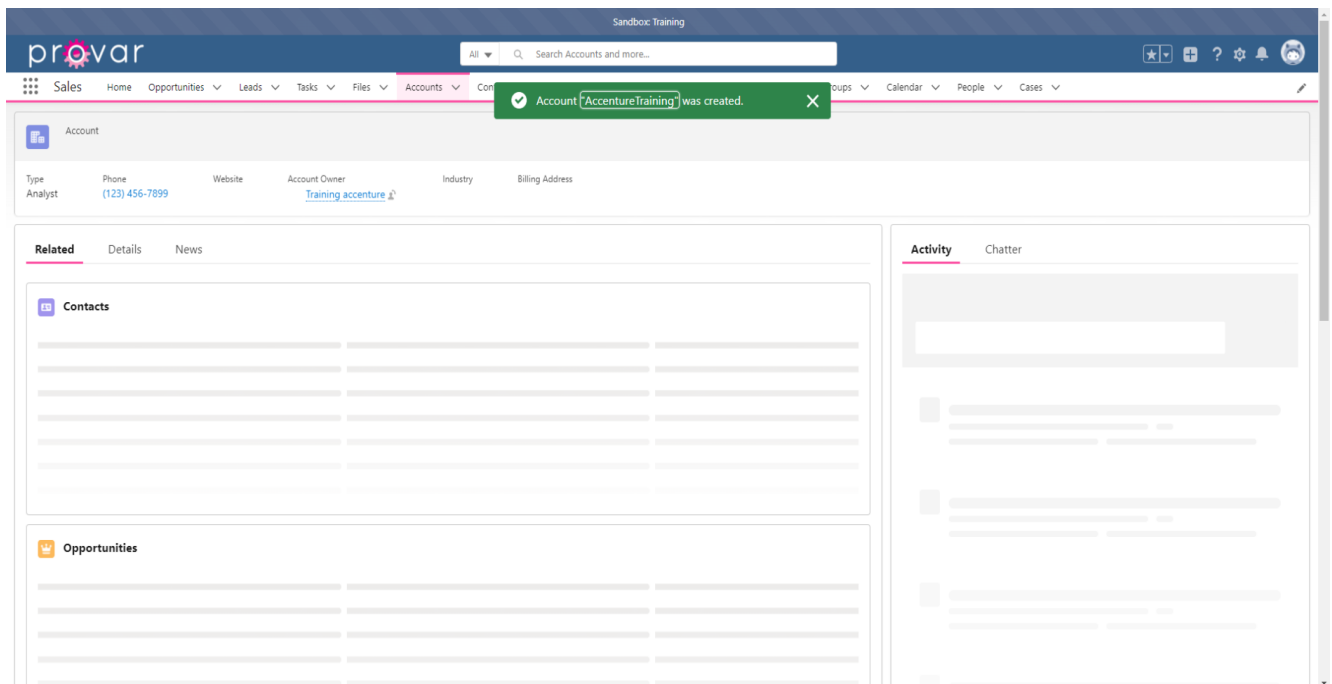 Sandbox: Training
provar
All Search Accounts and more...
Sales Home Opportunities Leads Tasks Files Accounts Con roups Calendar People Cases
Account "AccentureTraining" was created.
Account
Type Phone Website Account Owner Industry Billing Address
Analyst (123) 456-7899 Training accenture
Related Details News
Activity Chatter
Contacts
Opportunities